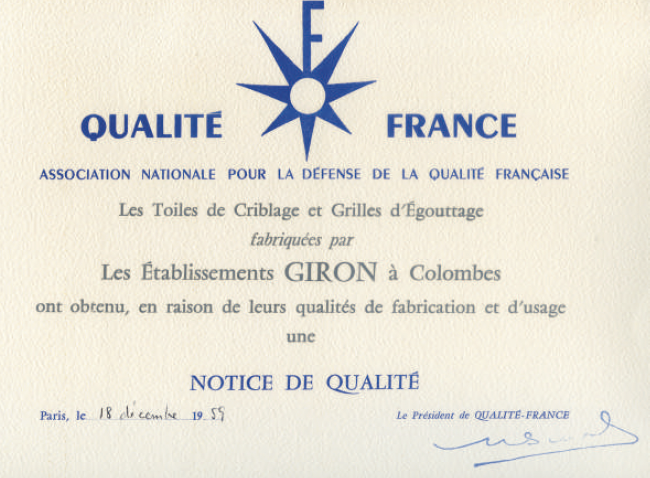 F
QUALITÉ FRANCE
ASSOCIATION NATIONALE POUR LA DÉFENSE DE LA QUALITÉ FRANÇAISE
Les Toiles de Criblage et Grilles d'Égouttage
fabriquées par
Les Établissements GIRON à Colombes
ont obtenu, en raison de leurs qualités de fabrication et d'usage
une
NOTICE DE QUALITÉ
Paris, le 18 décembre 1959 Le Président de QUALITÉ-FRANCE